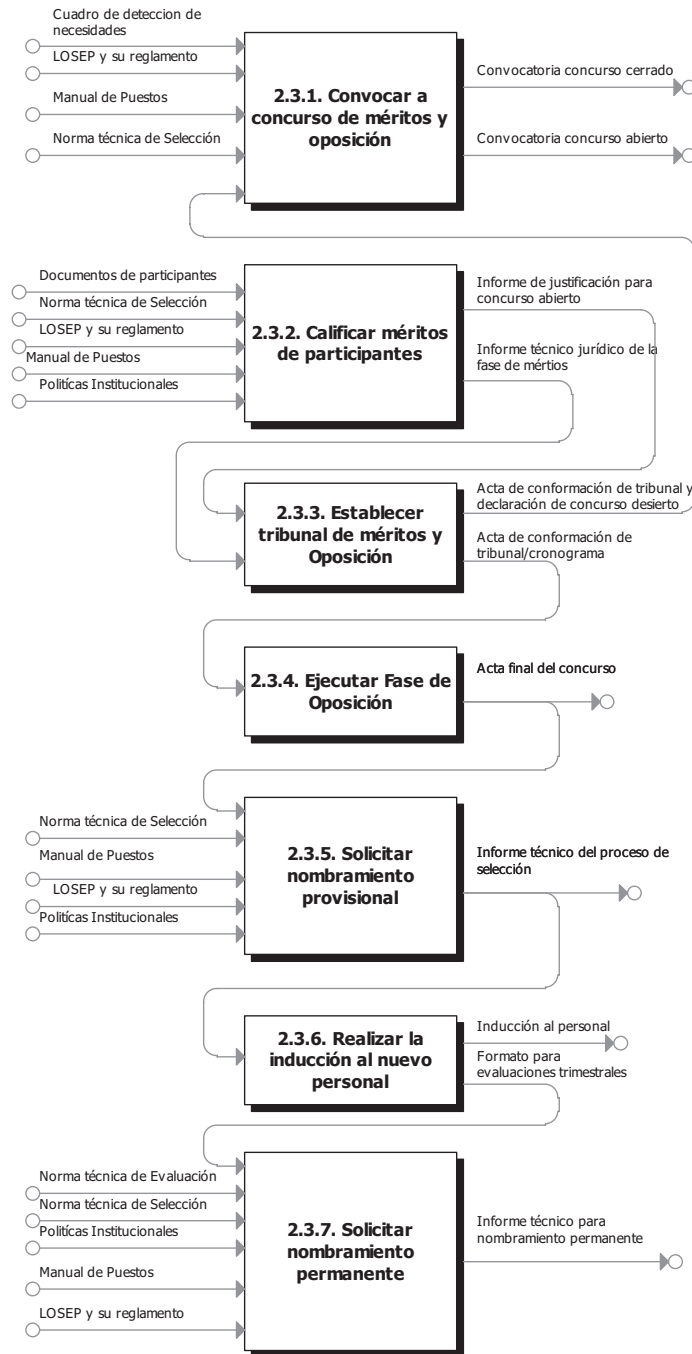 Cuadro de deteccion de
necesidades
LOSEP y su reglamento
Manual de Puestos
Norma técnica de Selección
2.3.1. Convocar a
concurso de méritos y
oposición
Convocatoria concurso cerrado
Convocatoria concurso abierto
Documentos de participantes
Norma técnica de Selección
LOSEP y su reglamento
Manual de Puestos
Politícas Institucionales
2.3.2. Calificar méritos
de participantes
Informe de justificación para
concurso abierto
Informe técnico jurídico de la
fase de mértios
2.3.3. Establecer
tribunal de méritos y
Oposición
Acta de conformación de tribunal y
declaración de concurso desierto
Acta de conformación de
tribunal/cronograma
2.3.4. Ejecutar Fase de
Oposición
Acta final del concurso
Norma técnica de Selección
Manual de Puestos
LOSEP y su reglamento
Politícas Institucionales
2.3.5. Solicitar
nombramiento
provisional
Informe técnico del proceso de
selección
2.3.6. Realizar la
inducción al nuevo
personal
Inducción al personal
Formato para
evaluaciones trimestrales
Norma técnica de Evaluación
Norma técnica de Selección
Politícas Institucionales
Manual de Puestos
LOSEP y su reglamento
2.3.7. Solicitar
nombramiento
permanente
Informe técnico para
nombramiento permanente